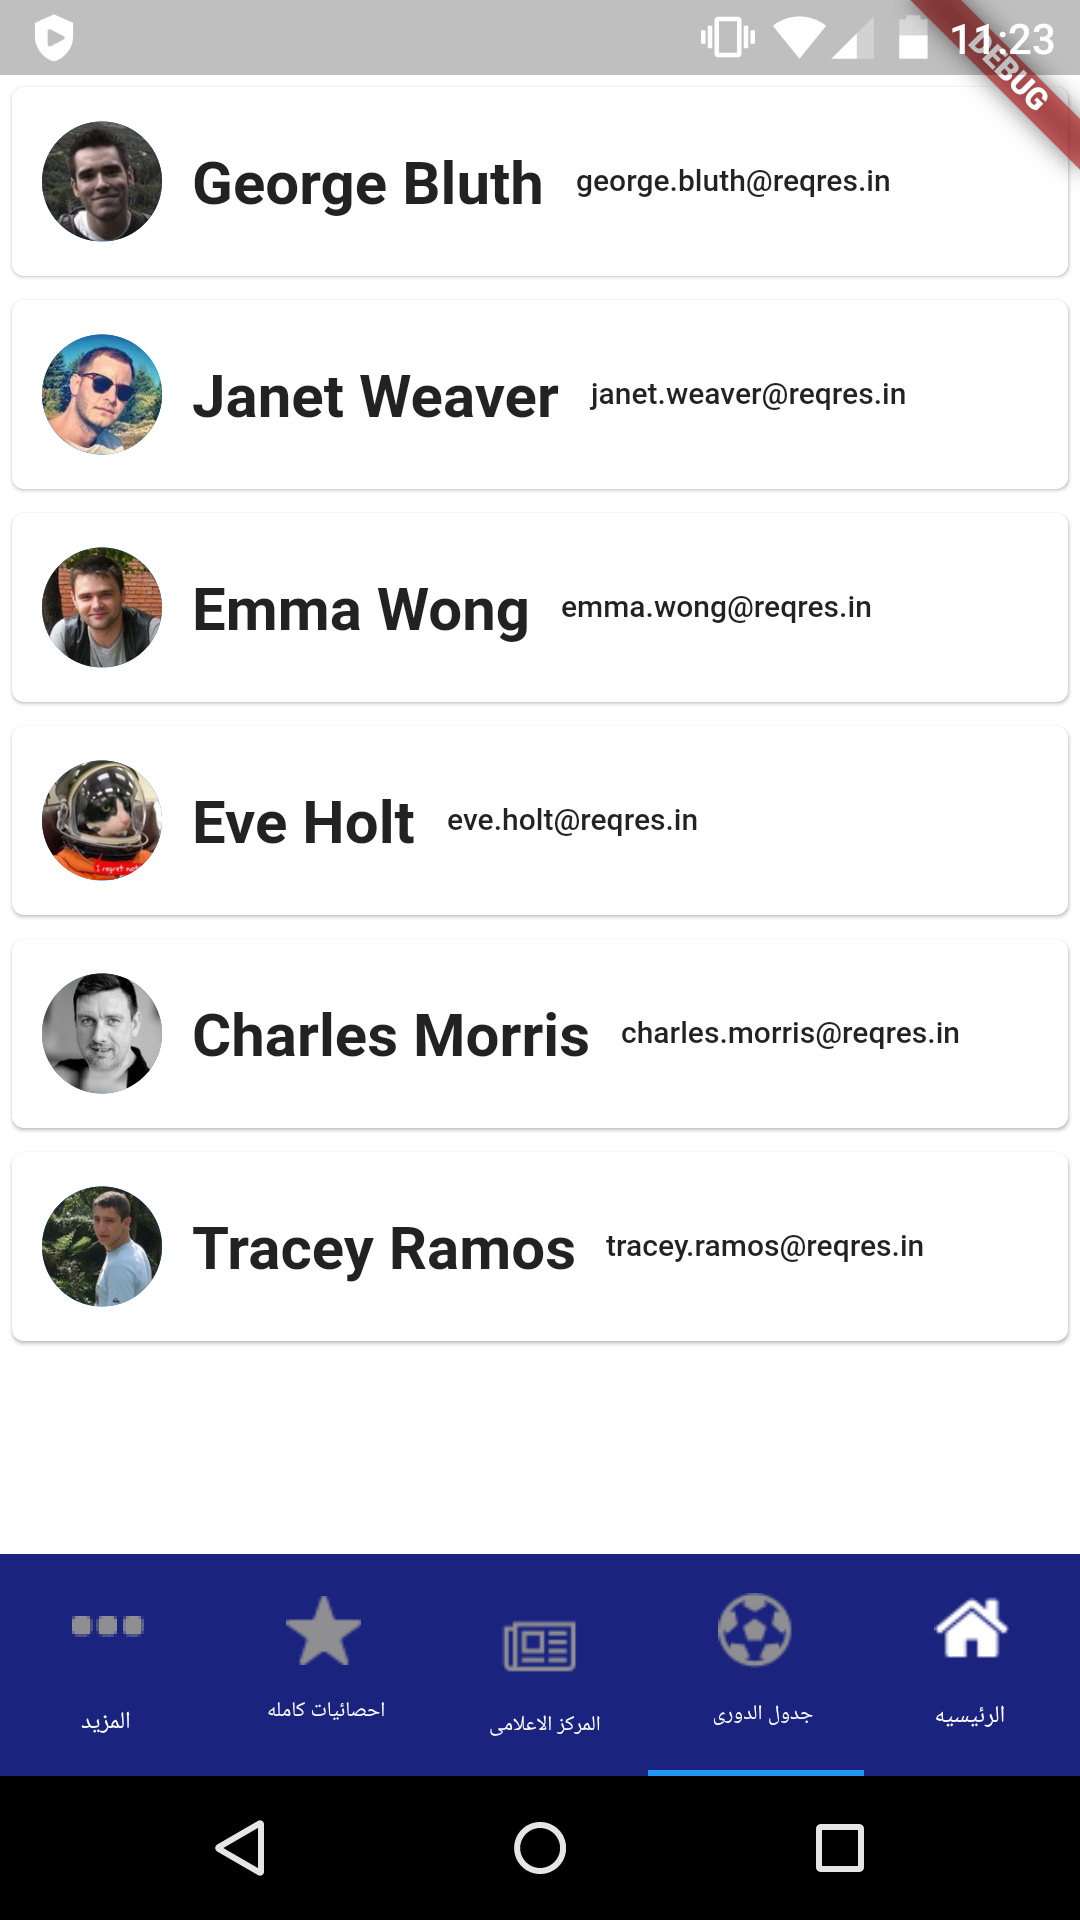 11:23
DEBUG
George Bluth george.bluth@reqres.in
Janet Weaver janet.weaver@reqres.in
Emma Wong emma.wong@reqres.in
Eve Holt eve.holt@reqres.in
I regret
Charles Morris charles.morris@reqres.in
Tracey Ramos tracey.ramos@reqres.in
الرئيسيه
جدول الدورى
المركز الاعلامى
احصائيات كامله
المزيد